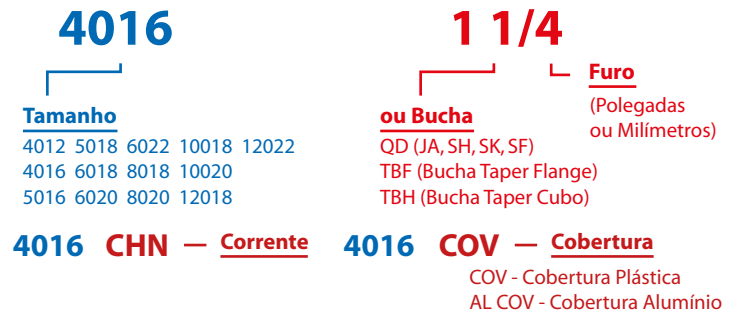 4016 1 1/4
Furo
(Polegadas
ou Milímetros)
Tamanho
4012 5018 6022 10018 12022
4016 6018 8018 10020
5016 6020 8020 12018
ou Bucha
QD (JA, SH, SK, SF)
TBF (Bucha Taper Flange)
TBH (Bucha Taper Cubo)
4016 CHN — Corrente
4016 COV — Cobertura
COV - Cobertura Plástica
AL COV - Cobertura Alumínio